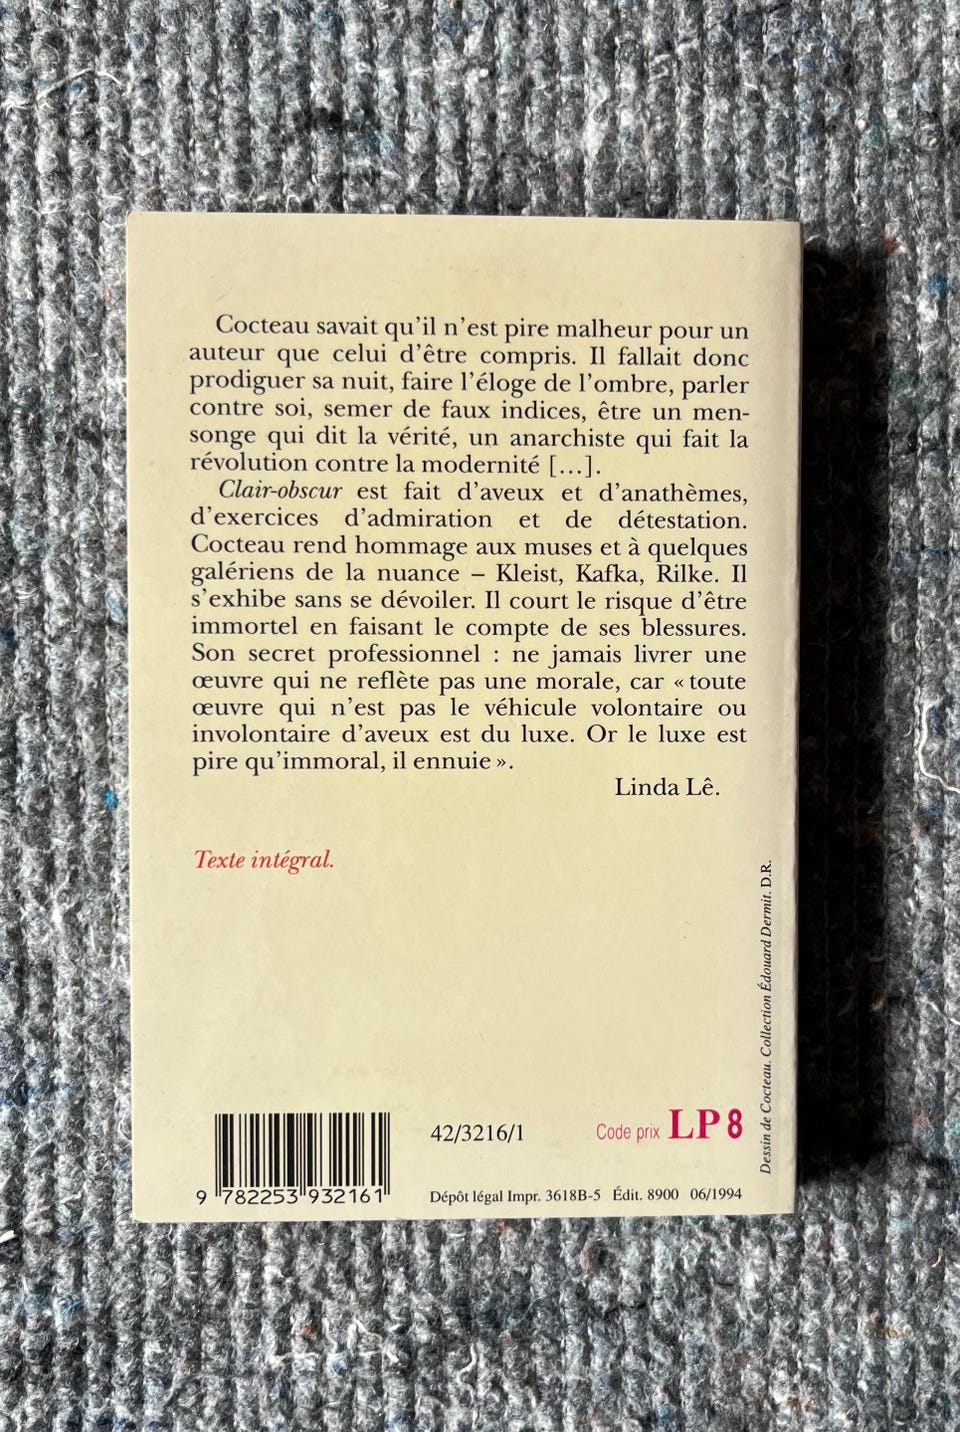 Cocteau savait qu’il n’est pire malheur pour un
auteur que celui d’être compris. Il fallait donc
prodiguer sa nuit, faire l’éloge de l’ombre, parler
contre soi, semer de faux indices, être un men-
songe qui dit la vérité, un anarchiste qui fait la
révolution contre la modernité […].
Clair-obscur est fait d’aveux et d’anathèmes,
d’exercices d’admiration et de détestation.
Cocteau rend hommage aux muses et à quelques
galériens de la nuance – Kleist, Kafka, Rilke. Il
s’exhibe sans se dévoiler. Il court le risque d’être
immortel en faisant le compte de ses blessures.
Son secret professionnel : ne jamais livrer une
œuvre qui ne reflète pas une morale, car « toute
œuvre qui n’est pas le véhicule volontaire ou
involontaire d’aveux est du luxe. Or le luxe est
pire qu’immoral, il ennuie ».
Linda Lê.
Texte intégral.
Dessin de Cocteau. Collection Édouard Dermit. D.R.
42/3216/1
Code prix LP 8
9 782253 932161
Dépôt légal Impr. 3618B-5 Édit. 8900 06/1994